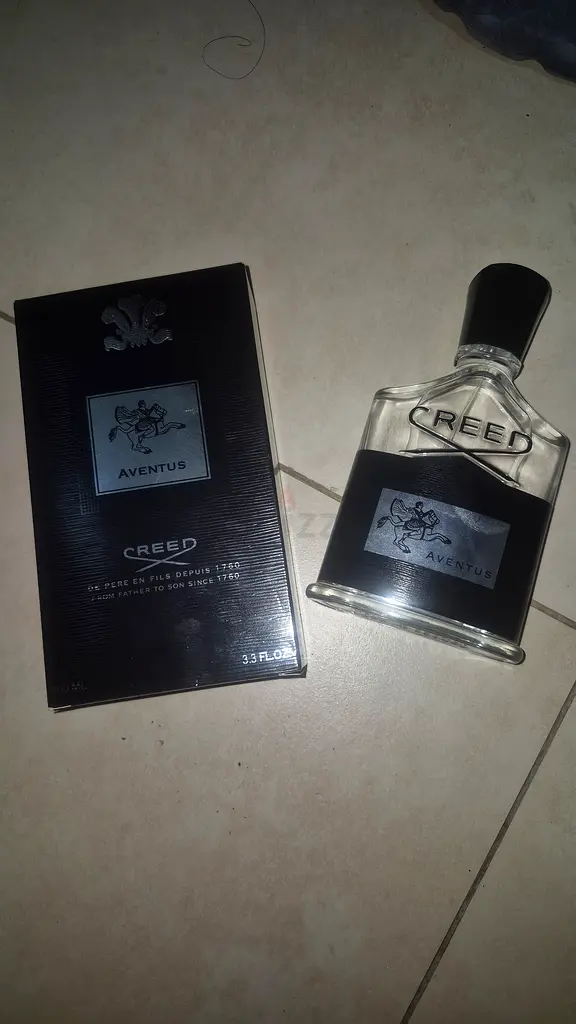 AVENTUS
CREED
DE PERE EN FILS DEPUIS 1760
FROM FATHER TO SON SINCE 1760
3.3 FL.OZ
CREED
AVENTUS